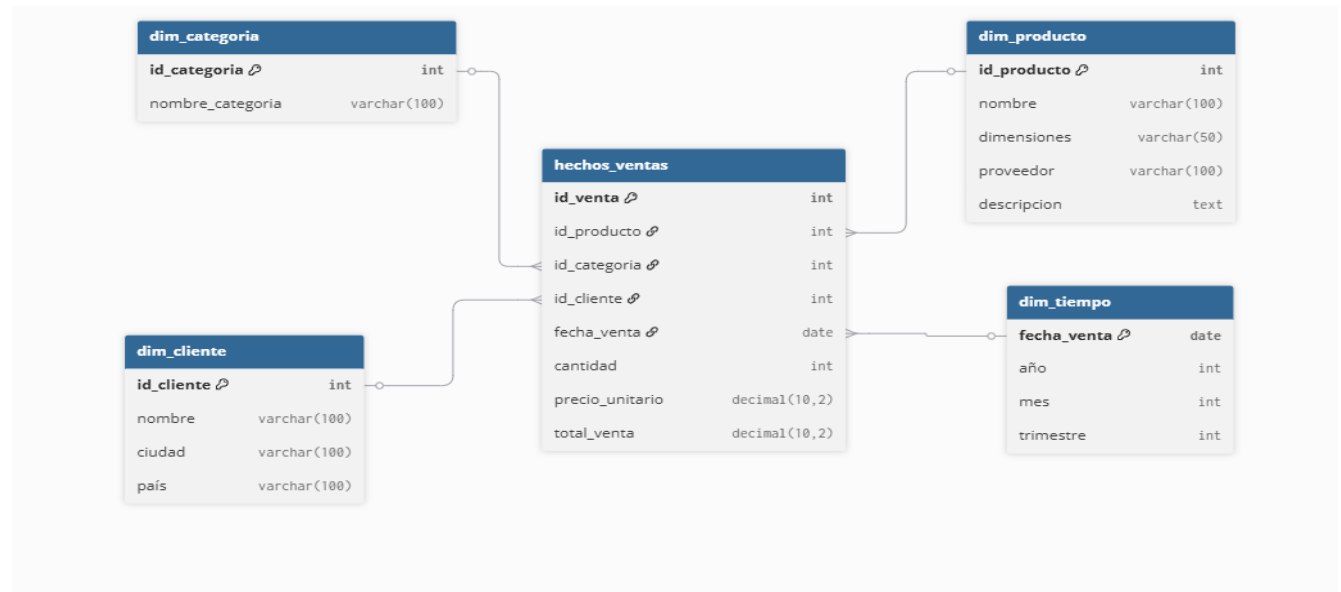 dim_categoria
id_categoria int
nombre_categoria varchar(100)
dim_producto
id_producto int
nombre varchar(100)
dimensiones varchar(50)
proveedor varchar(100)
descripcion text
hechos_ventas
id_venta int
id_producto int
id_categoria int
id_cliente int
fecha_venta date
cantidad int
precio_unitario decimal(10,2)
total_venta decimal(10,2)
dim_tiempo
fecha_venta date
año int
mes int
trimestre int
dim_cliente
id_cliente int
nombre varchar(100)
ciudad varchar(100)
país varchar(100)